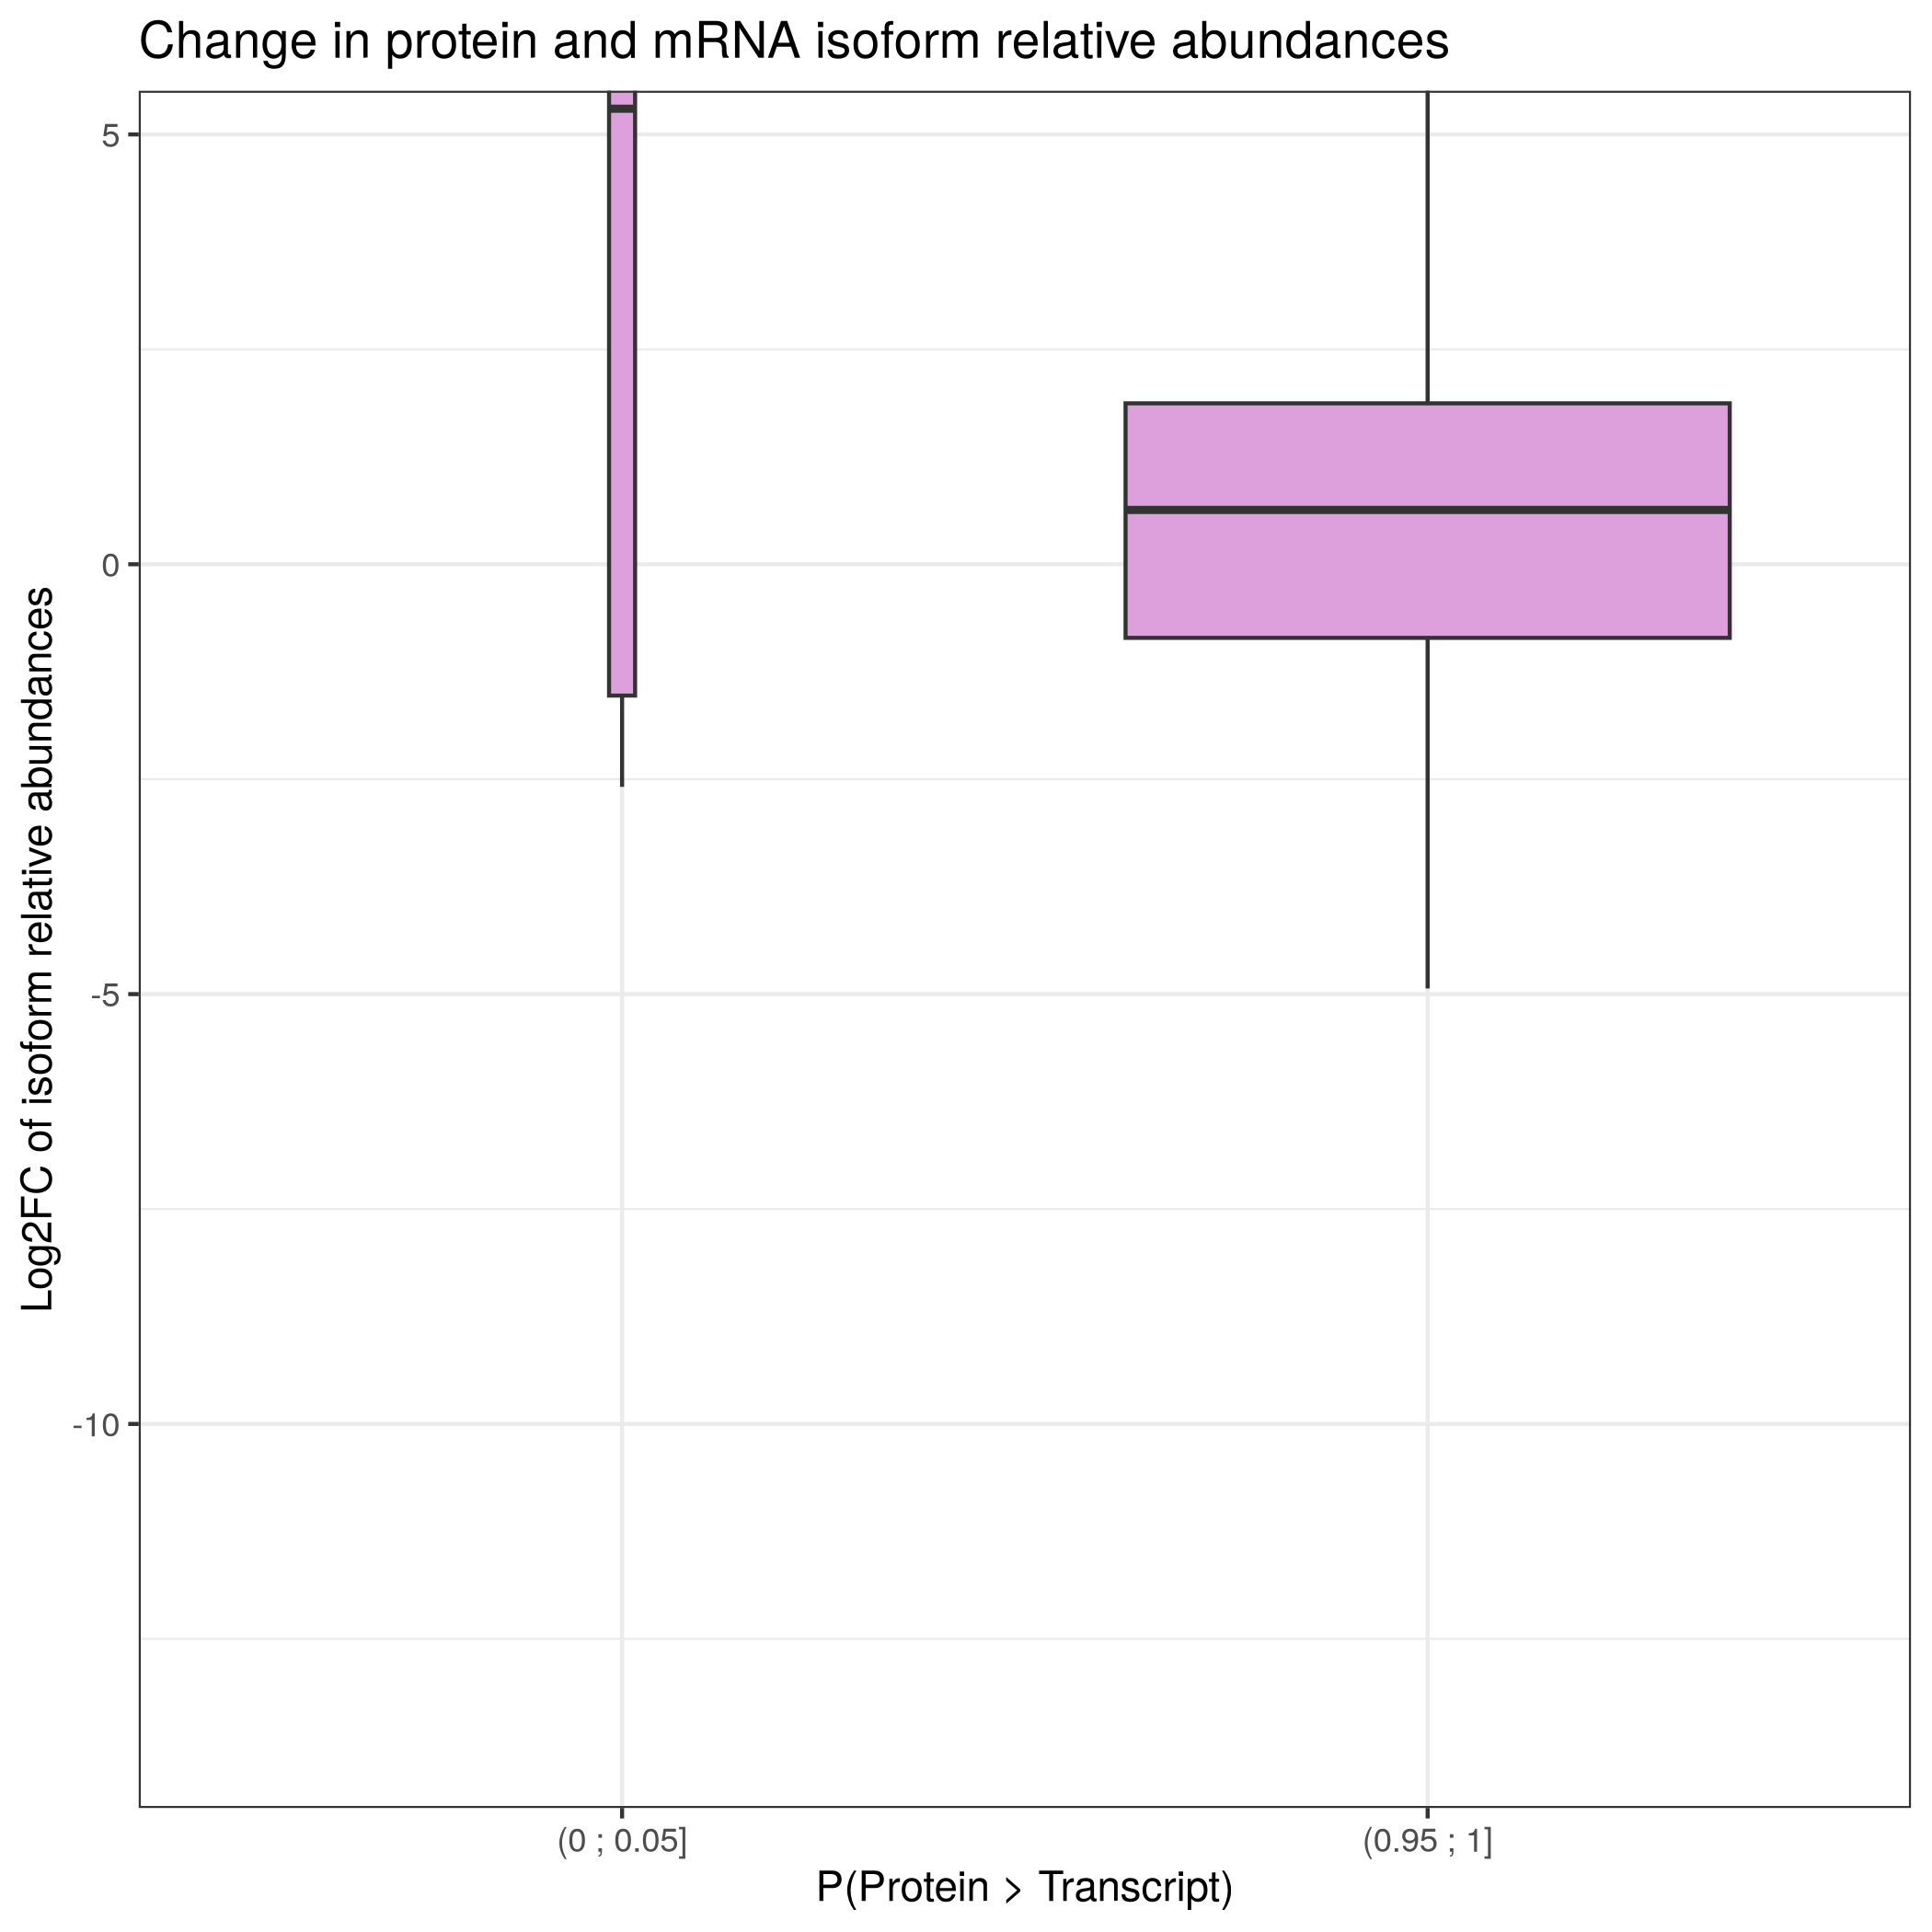 Change in protein and mRNA isoform relative abundances
Log2FC of isoform relative abundances
5
0
-5
-10
(0 ; 0.05]
(0.95 ; 1]
P(Protein > Transcript)